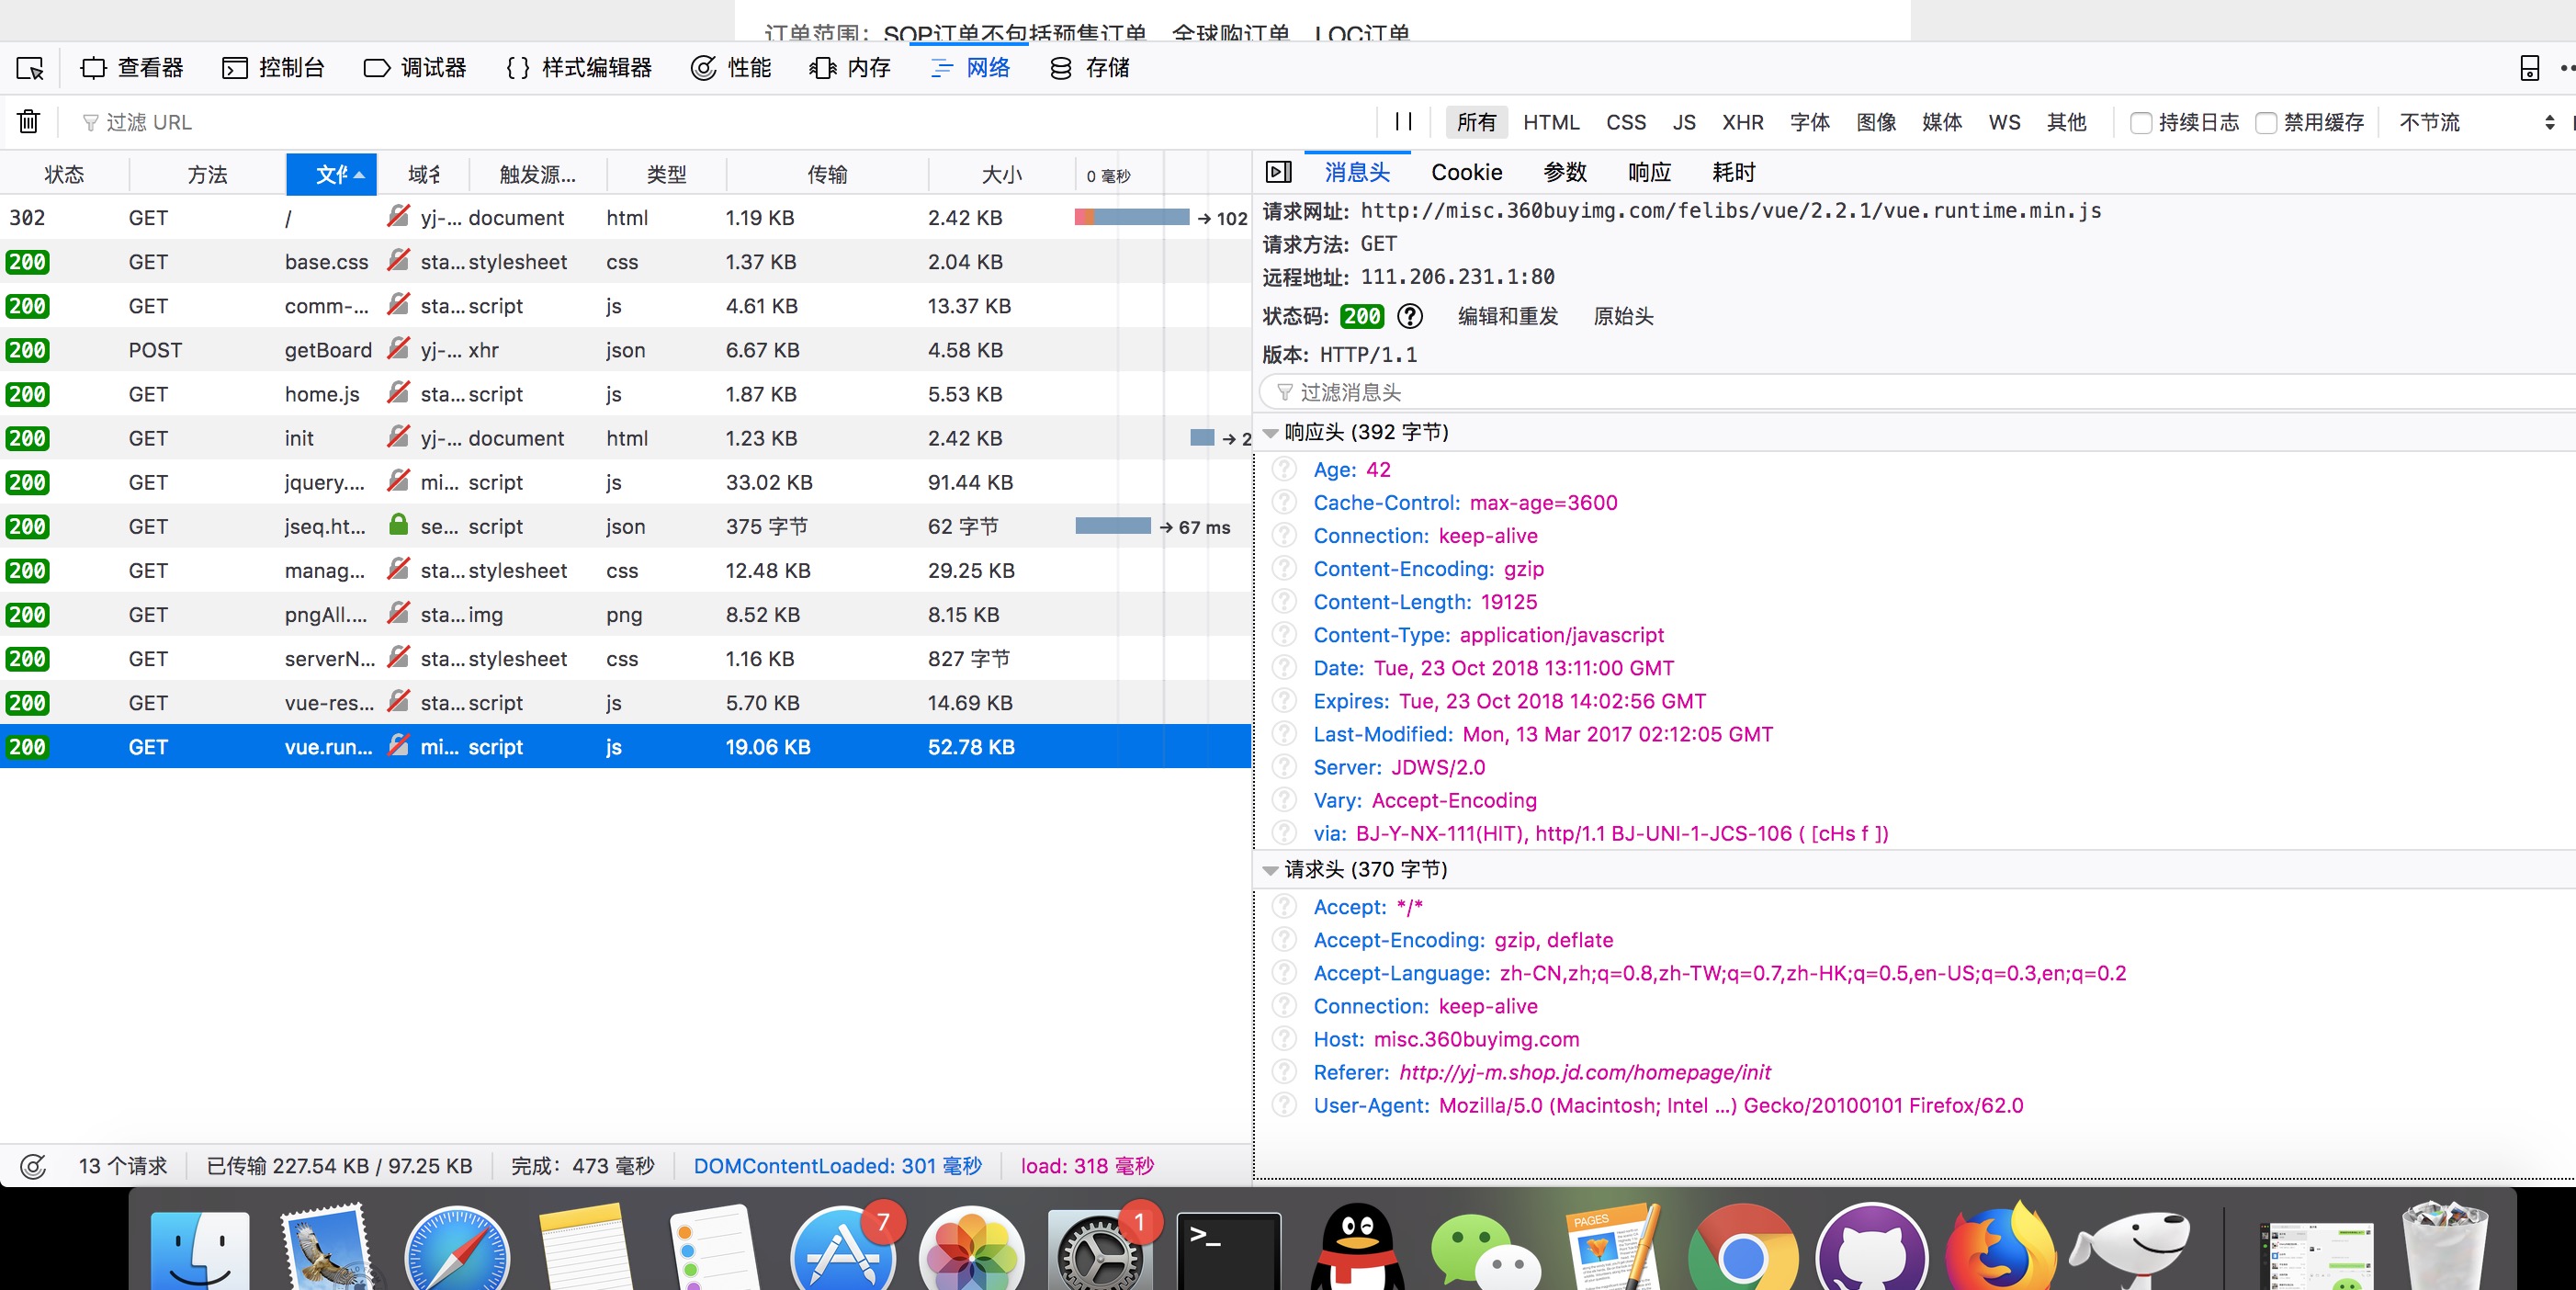 订单范围：SOP订单不包括预售订单、全球购订单、LOC订单
查看器 控制台 调试器 样式编辑器 性能 内存 网络 存储
过滤 URL 所有 HTML CSS JS XHR 字体 图像 媒体 WS 其他 持续日志 禁用缓存 不节流
状态 方法 文件 域名 触发源... 类型 传输 大小 0 毫秒
302 GET / yj-... document html 1.19 KB 2.42 KB → 102
200 GET base.css sta... stylesheet css 1.37 KB 2.04 KB
200 GET comm-... sta... script js 4.61 KB 13.37 KB
200 POST getBoard yj-... xhr json 6.67 KB 4.58 KB
200 GET home.js sta... script js 1.87 KB 5.53 KB
200 GET init yj-... document html 1.23 KB 2.42 KB → 2
200 GET jquery.... mi... script js 33.02 KB 91.44 KB
200 GET jseq.ht... se... script json 375 字节 62 字节 → 67 ms
200 GET manag... sta... stylesheet css 12.48 KB 29.25 KB
200 GET pngAll.... sta... img png 8.52 KB 8.15 KB
200 GET serverN... sta... stylesheet css 1.16 KB 827 字节
200 GET vue-res... sta... script js 5.70 KB 14.69 KB
200 GET vue.run... mi... script js 19.06 KB 52.78 KB
13 个请求 已传输 227.54 KB / 97.25 KB 完成：473 毫秒 DOMContentLoaded: 301 毫秒 load: 318 毫秒
消息头 Cookie 参数 响应 耗时
请求网址: http://misc.360buyimg.com/felibs/vue/2.2.1/vue.runtime.min.js
请求方法: GET
远程地址: 111.206.231.1:80
状态码: 200 ? 编辑和重发 原始头
版本: HTTP/1.1
过滤消息头
响应头 (392 字节)
? Age: 42
? Cache-Control: max-age=3600
? Connection: keep-alive
? Content-Encoding: gzip
? Content-Length: 19125
? Content-Type: application/javascript
? Date: Tue, 23 Oct 2018 13:11:00 GMT
? Expires: Tue, 23 Oct 2018 14:02:56 GMT
? Last-Modified: Mon, 13 Mar 2017 02:12:05 GMT
? Server: JDWS/2.0
? Vary: Accept-Encoding
? via: BJ-Y-NX-111(HIT), http/1.1 BJ-UNI-1-JCS-106 ( [cHs f ])
请求头 (370 字节)
? Accept: */*
? Accept-Encoding: gzip, deflate
? Accept-Language: zh-CN,zh;q=0.8,zh-TW;q=0.7,zh-HK;q=0.5,en-US;q=0.3,en;q=0.2
? Connection: keep-alive
? Host: misc.360buyimg.com
? Referer: http://yj-m.shop.jd.com/homepage/init
? User-Agent: Mozilla/5.0 (Macintosh; Intel ...) Gecko/20100101 Firefox/62.0
7 1 >_ PAGES